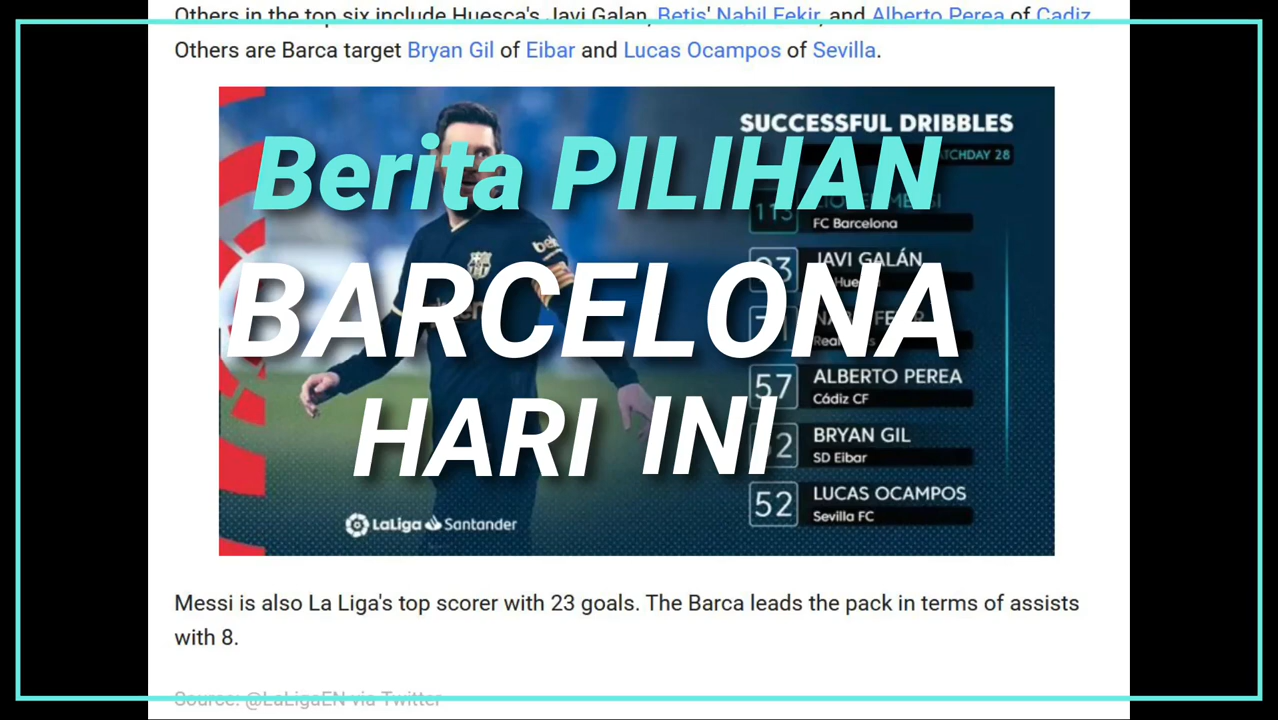 Others in the top six include Huesca's Javi Galan, Betis' Nabil Fekir, and Alberto Perea of Cadiz.
Others are Barca target Bryan Gil of Eibar and Lucas Ocampos of Sevilla.
SUCCESSFUL DRIBBLES
28
Berita PILIHAN
FC Barcelona
JAVI GALÁN
BARCELONA
57 ALBERTO PEREA
Cádiz CF
HARI INI
BRYAN GIL
SD Eibar
52 LUCAS OCAMPOS
Sevilla FC
beko
LaLiga Santander
Messi is also La Liga's top scorer with 23 goals. The Barca leads the pack in terms of assists
with 8.
Source: @LaLigaEN via Twitter